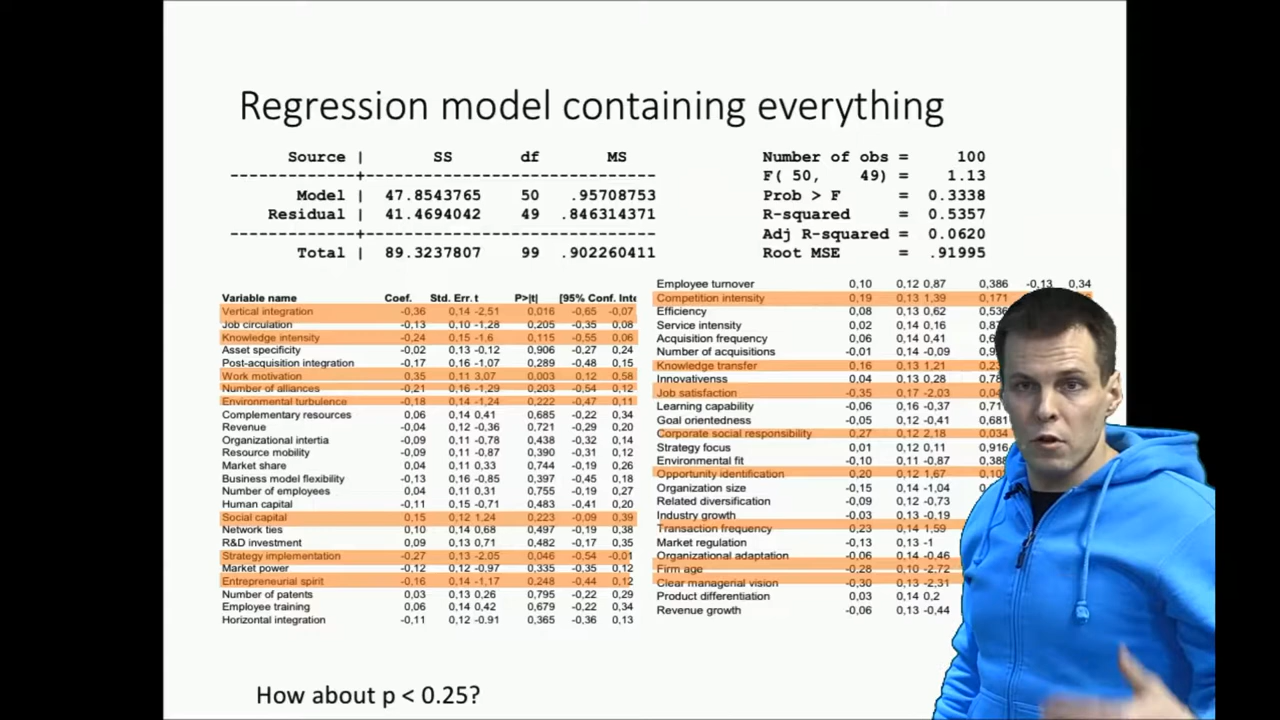 Regression model containing everything
Source | SS df MS
Model | 47.8543765 50 .95708753
Residual | 41.4694042 49 .846314371
Total | 89.3237807 99 .902260411
Number of obs = 100
F( 50, 49) = 1.13
Prob > F = 0.3338
R-squared = 0.5357
Adj R-squared = 0.0620
Root MSE = .91995
Variable name Coef. Std. Err. t P>|t| [95% Conf. Inte
Vertical integration -0,36 0,14 -2,51 0,016 -0,65 -0,07
Job circulation -0,13 0,10 -1,28 0,205 -0,35 0,08
Knowledge intensity -0,24 0,15 -1,6 0,115 -0,55 0,06
Asset specificity -0,02 0,13 -0,12 0,906 -0,27 0,24
Post-acquisition integration -0,17 0,16 -1,07 0,289 -0,48 0,15
Work motivation 0,35 0,11 3,07 0,003 0,12 0,58
Number of alliances -0,21 0,16 -1,29 0,203 -0,54 0,12
Environmental turbulence -0,18 0,14 -1,24 0,222 -0,47 0,11
Complementary resources 0,06 0,14 0,41 0,685 -0,22 0,34
Revenue -0,04 0,12 -0,36 0,721 -0,29 0,20
Organizational intertia -0,09 0,11 -0,78 0,438 -0,32 0,14
Resource mobility -0,09 0,11 -0,87 0,390 -0,31 0,12
Market share 0,04 0,11 0,33 0,744 -0,19 0,26
Business model flexibility -0,13 0,16 -0,85 0,397 -0,45 0,18
Number of employees 0,04 0,11 0,31 0,755 -0,19 0,27
Human capital -0,11 0,15 -0,71 0,483 -0,41 0,20
Social capital 0,15 0,12 1,24 0,223 -0,09 0,39
Network ties 0,10 0,14 0,68 0,497 -0,19 0,38
R&D investment 0,09 0,13 0,71 0,482 -0,17 0,35
Strategy implementation -0,27 0,13 -2,05 0,046 -0,54 -0,01
Market power -0,12 0,12 -0,97 0,335 -0,35 0,12
Entrepreneurial spirit -0,16 0,14 -1,17 0,248 -0,44 0,12
Number of patents 0,03 0,13 0,26 0,795 -0,22 0,29
Employee training 0,06 0,14 0,42 0,679 -0,22 0,34
Horizontal integration -0,11 0,12 -0,91 0,365 -0,36 0,13
Employee turnover 0,10 0,12 0,87 0,386 -0,13 0,34
Competition intensity 0,19 0,13 1,39 0,171
Efficiency 0,08 0,13 0,62 0,536
Service intensity 0,02 0,14 0,16
Acquisition frequency 0,06 0,14 0,41
Number of acquisitions -0,01 0,14 -0,09
Knowledge transfer 0,16 0,13 1,21
Innovativenss 0,04 0,13 0,28
Job satisfaction -0,35 0,17 -2,03
Learning capability -0,06 0,16 -0,37
Goal orientedness -0,05 0,12 -0,41 0,681
Corporate social responsibility 0,27 0,12 2,18 0,034
Strategy focus 0,01 0,12 0,11 0,916
Environmental fit -0,10 0,11 -0,87 0,388
Opportunity identification 0,20 0,12 1,67
Organization size -0,15 0,14 -1,04
Related diversification -0,09 0,12 -0,73
Industry growth -0,03 0,13 -0,19
Transaction frequency 0,23 0,14 1,59
Market regulation -0,13 0,13 -1
Organizational adaptation -0,06 0,14 -0,46
Firm age -0,28 0,10 -2,72
Clear managerial vision -0,30 0,13 -2,31
Product differentiation 0,03 0,14 0,2
Revenue growth -0,06 0,13 -0,44
How about p < 0.25?